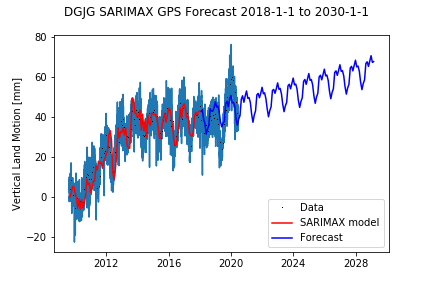 DGJG SARIMAX GPS Forecast 2018-1-1 to 2030-1-1
Vertical Land Motion [mm]
80
60
40
20
0
−20
2012
2016
2020
2024
2028
Data
SARIMAX model
Forecast